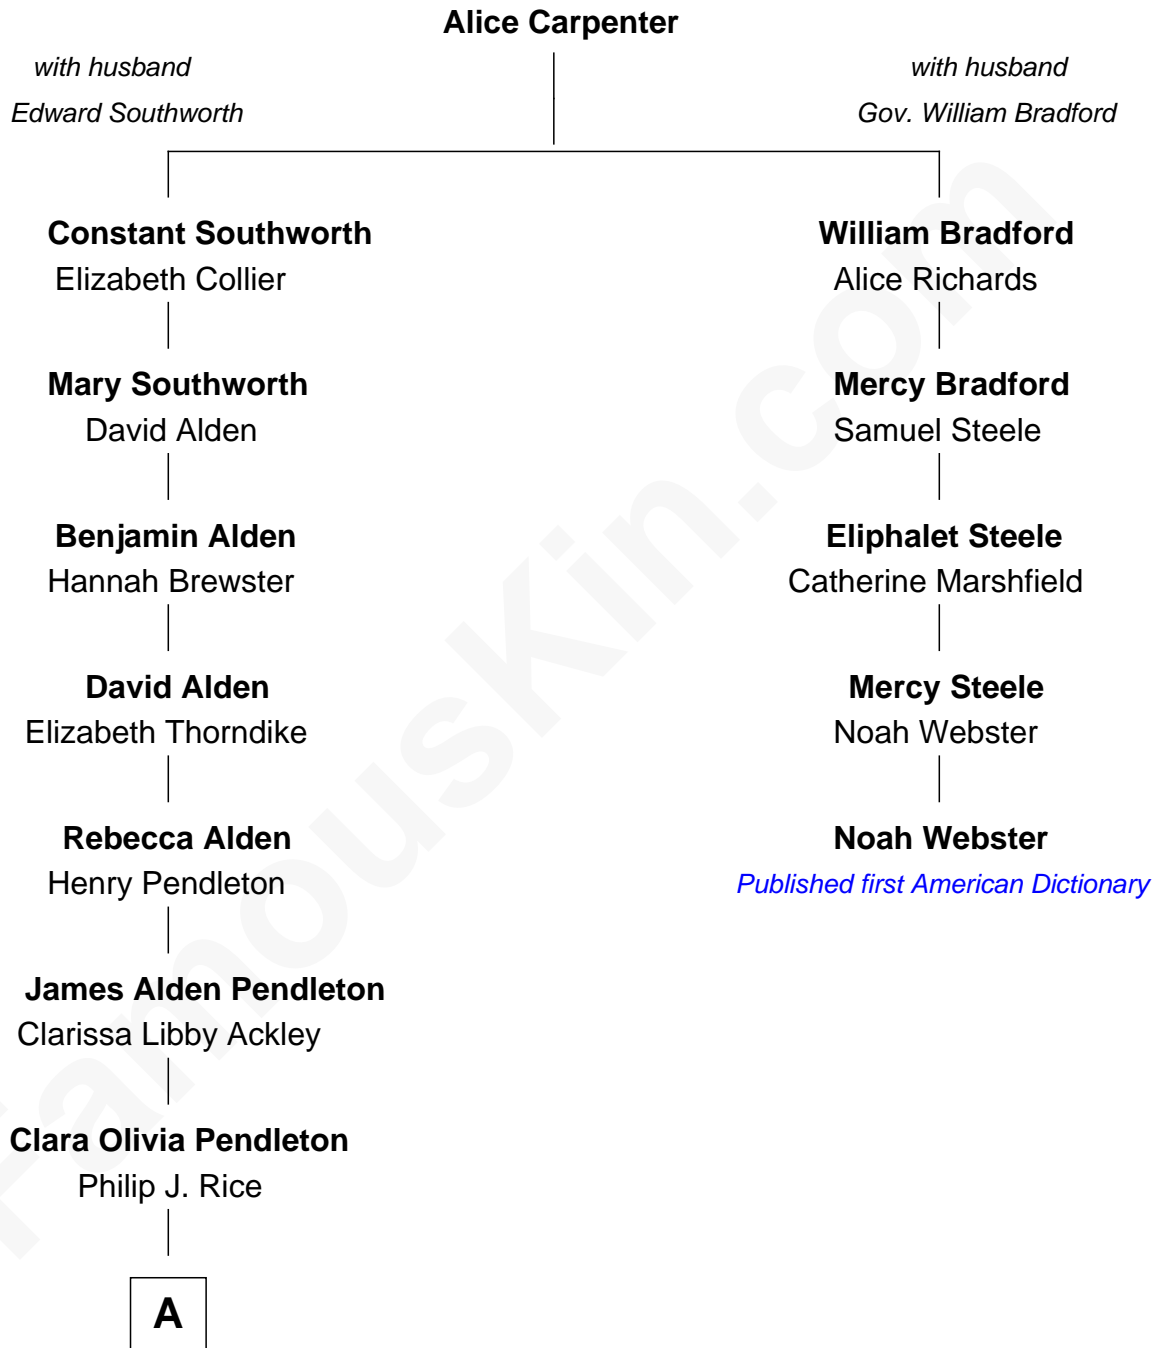 Alice Carpenter
with husband
Edward Southworth
with husband
Gov. William Bradford
Constant Southworth
Elizabeth Collier
Mary Southworth
David Alden
Benjamin Alden
Hannah Brewster
David Alden
Elizabeth Thorndike
Rebecca Alden
Henry Pendleton
James Alden Pendleton
Clarissa Libby Ackley
Clara Olivia Pendleton
Philip J. Rice
A
William Bradford
Alice Richards
Mercy Bradford
Samuel Steele
Eliphalet Steele
Catherine Marshfield
Mercy Steele
Noah Webster
Noah Webster
Published first American Dictionary
FamousKin.com